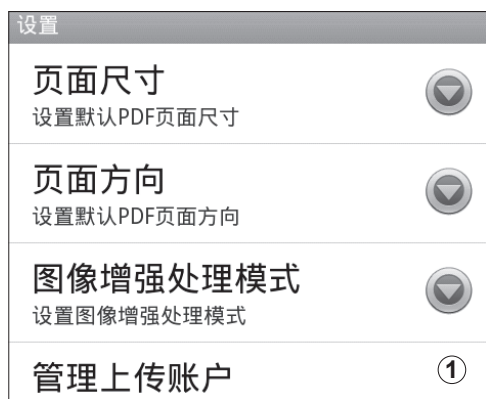 设置
页面尺寸
设置默认PDF页面尺寸
页面方向
设置默认PDF页面方向
图像增强处理模式
设置图像增强处理模式
管理上传账户 ①